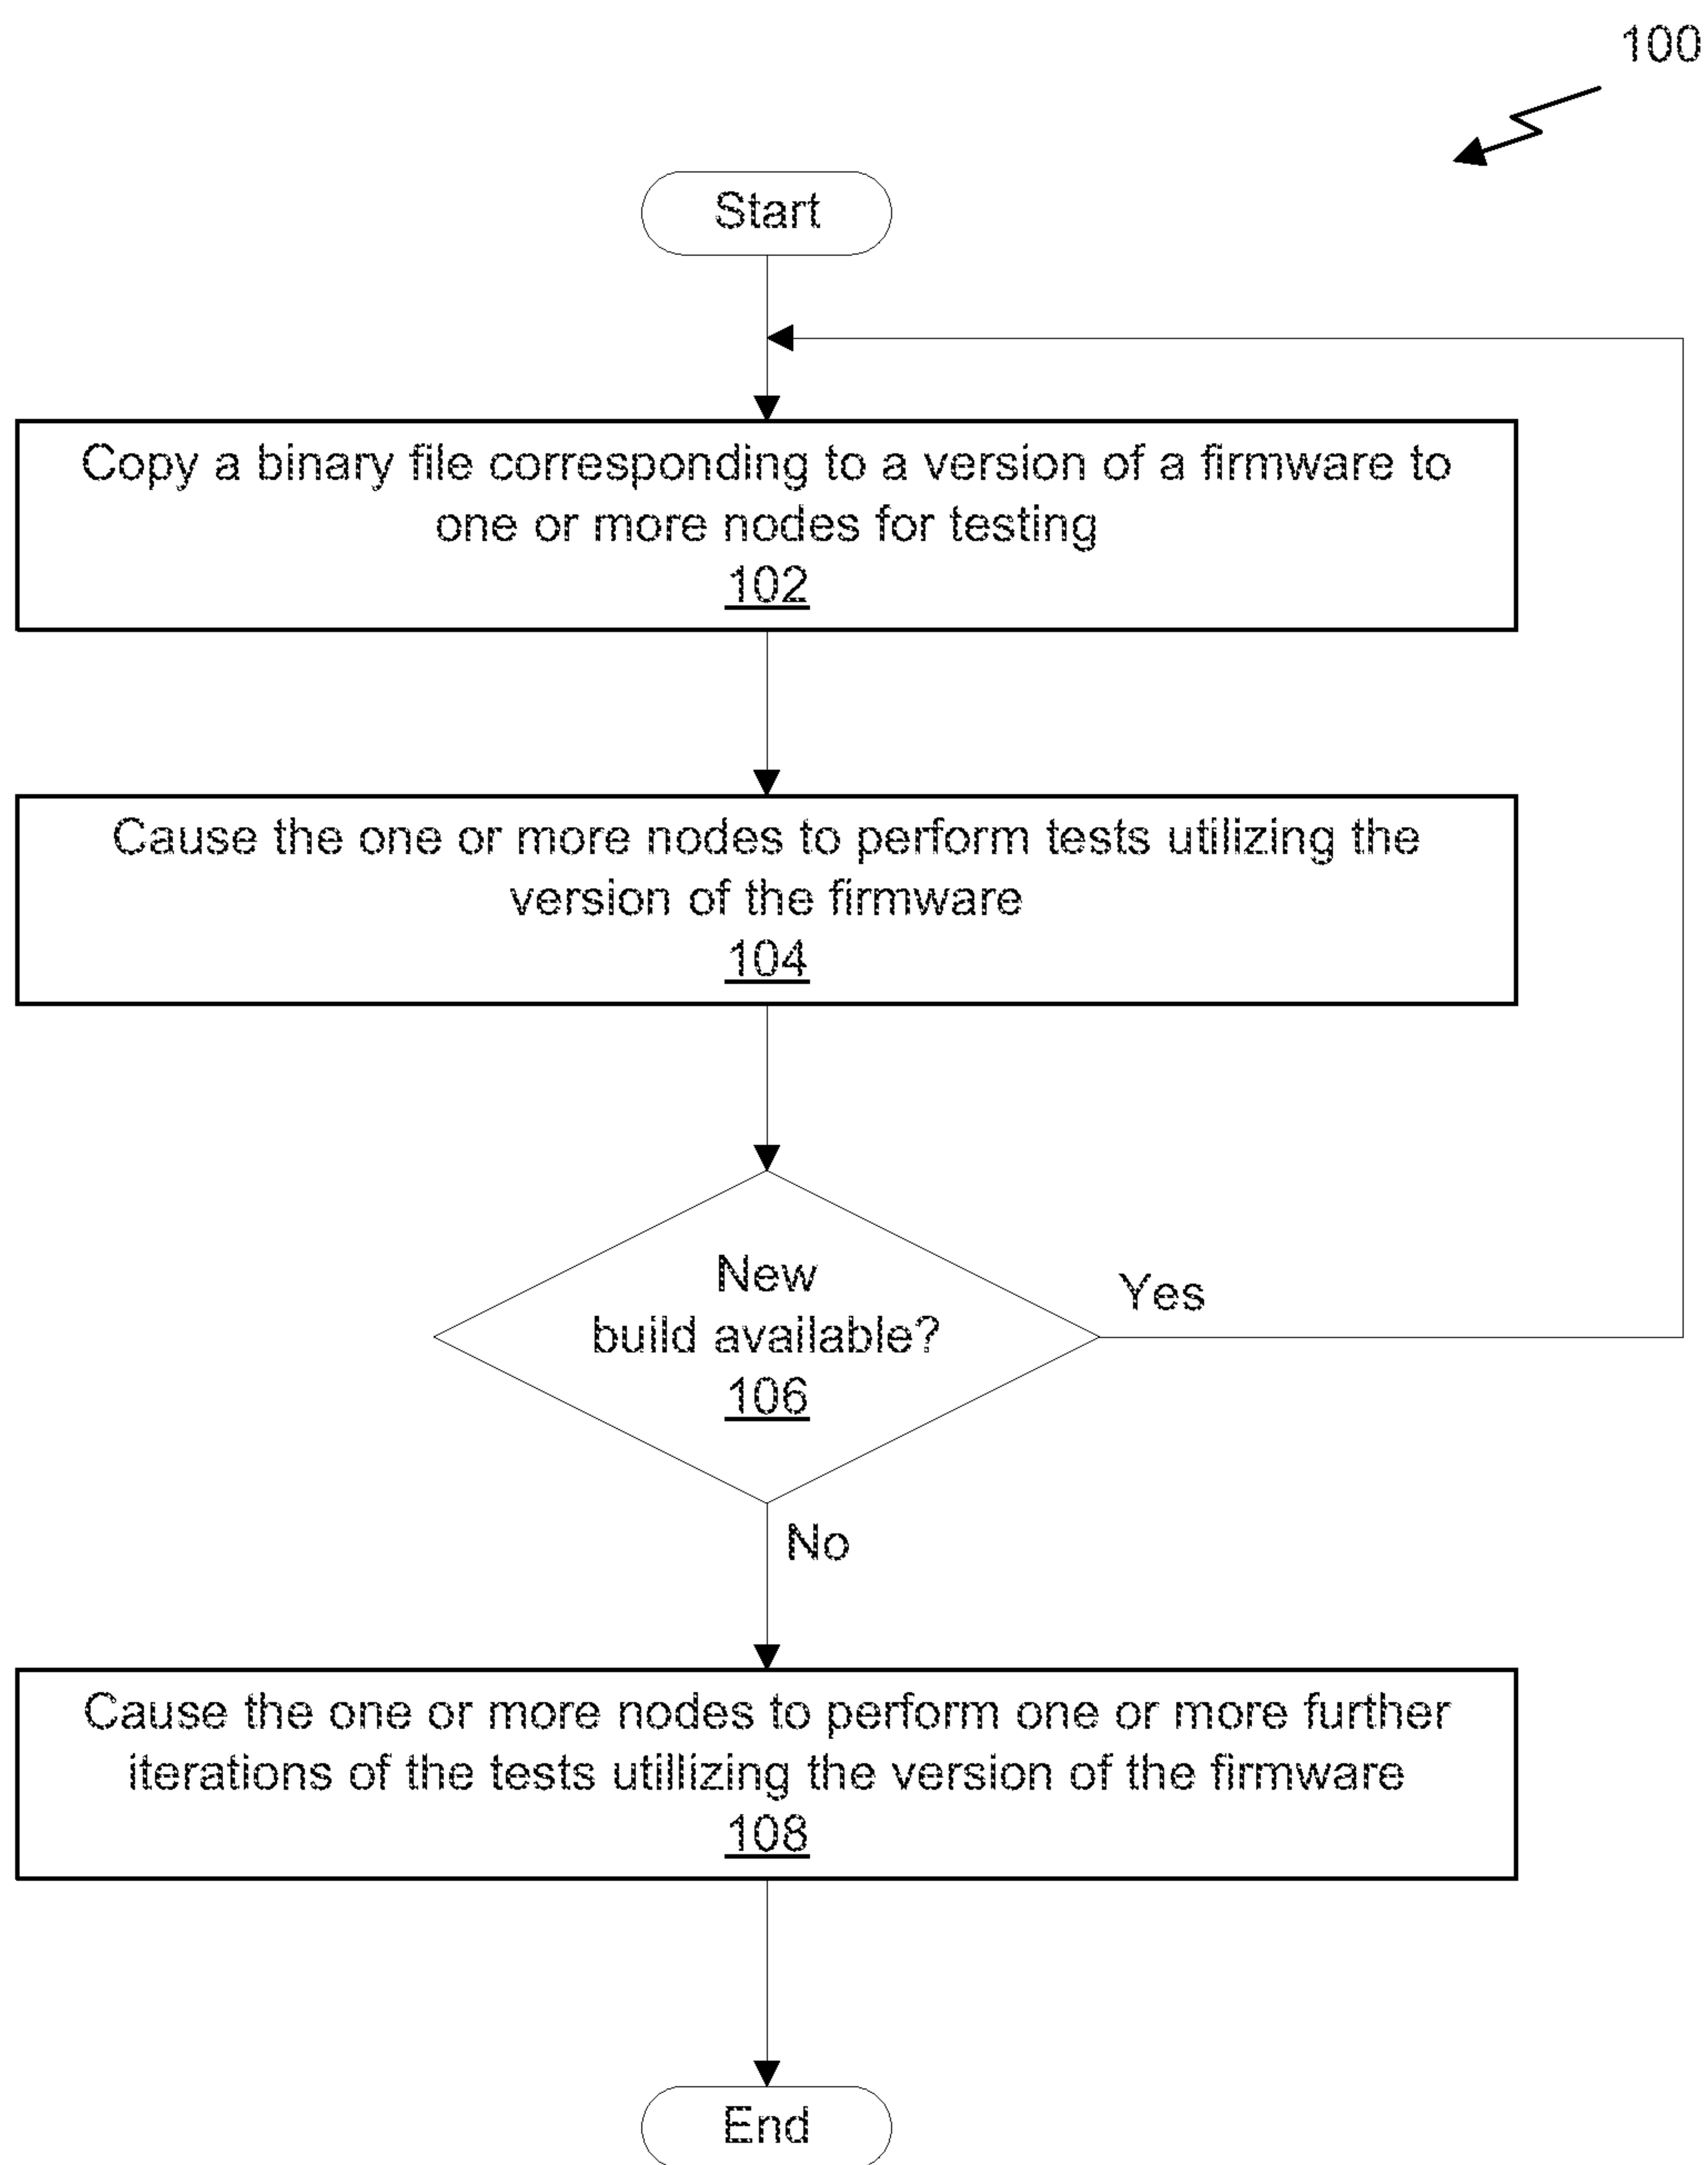 100
Start
Copy a binary file corresponding to a version of a firmware to
one or more nodes for testing
102
Cause the one or more nodes to perform tests utilizing the
version of the firmware
104
New
build available?
106
Yes
No
Cause the one or more nodes to perform one or more further
iterations of the tests utillizing the version of the firmware
108
End